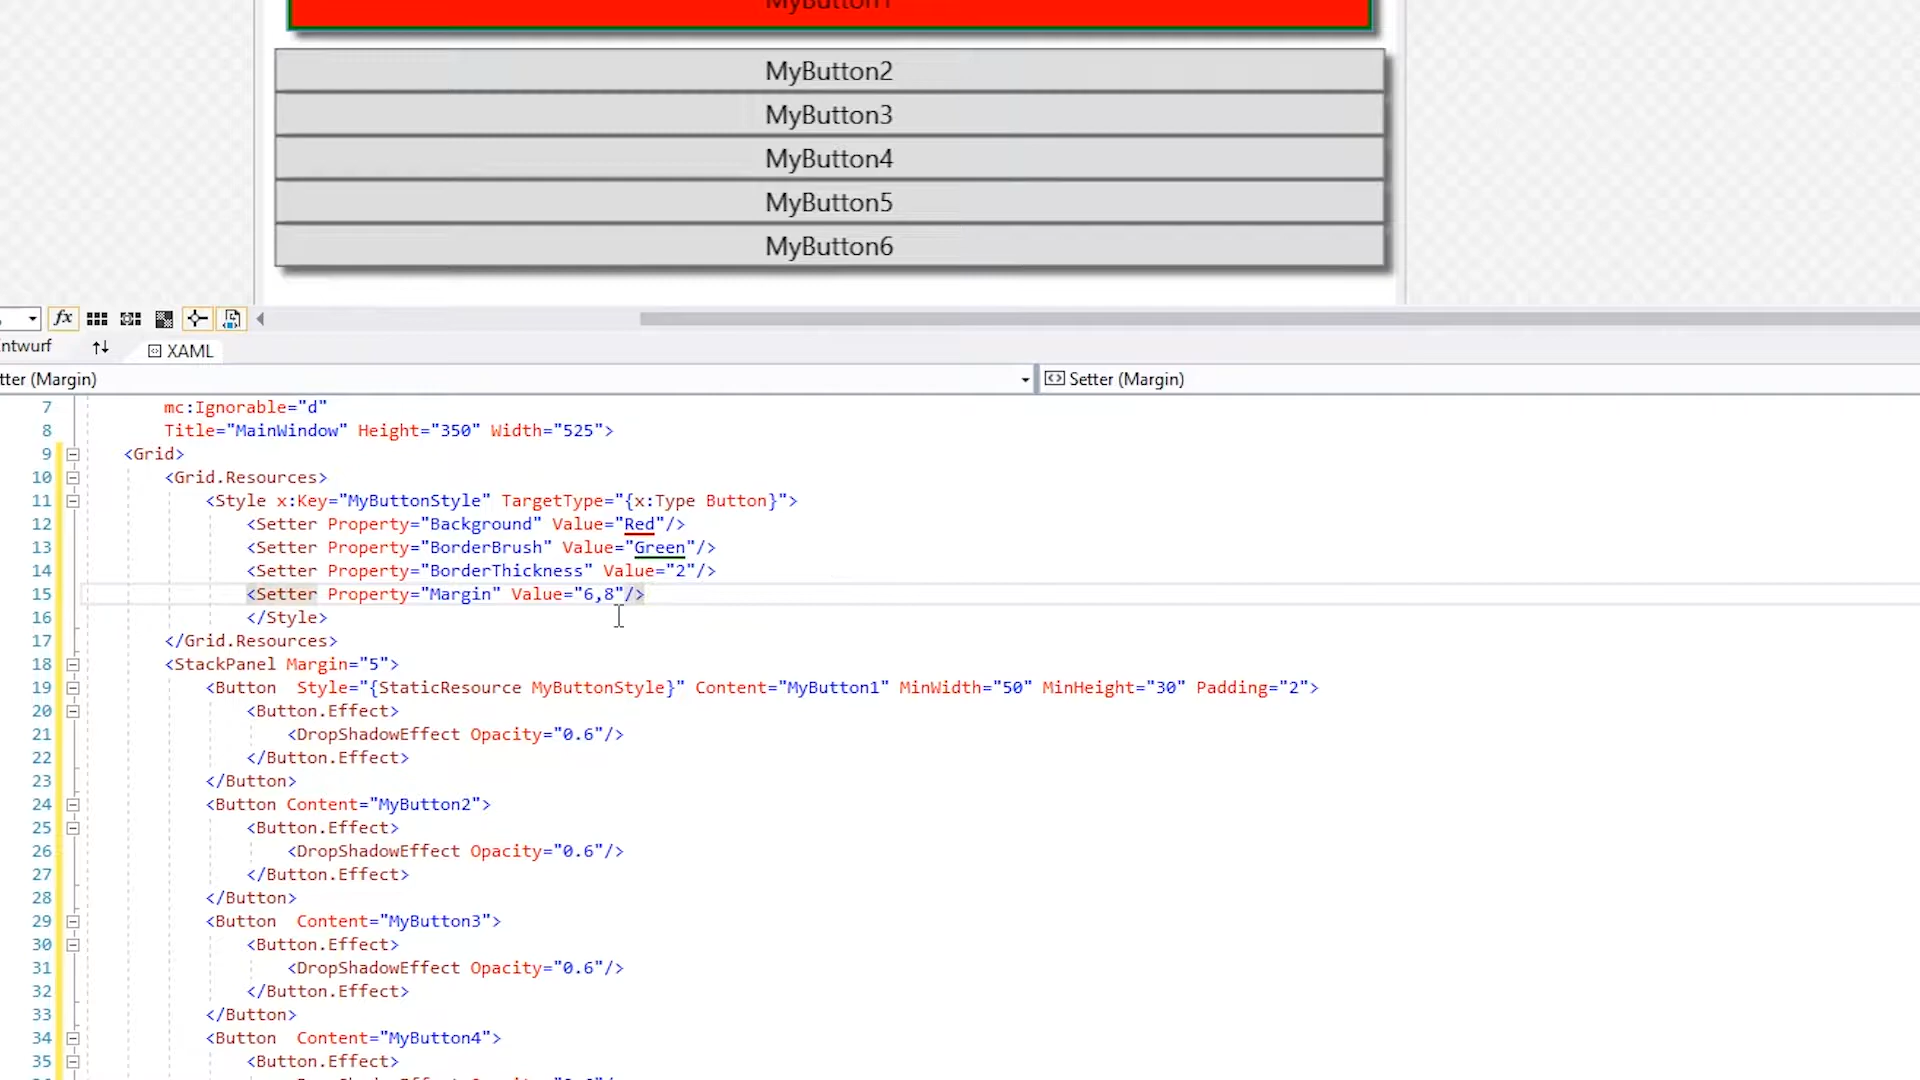 MyButton1
MyButton2
MyButton3
MyButton4
MyButton5
MyButton6
fx
ntwurf XAML
tter (Margin) Setter (Margin)
7 mc:Ignorable="d"
8 Title="MainWindow" Height="350" Width="525">
9 <Grid>
10 <Grid.Resources>
11 <Style x:Key="MyButtonStyle" TargetType="{x:Type Button}">
12 <Setter Property="Background" Value="Red"/>
13 <Setter Property="BorderBrush" Value="Green"/>
14 <Setter Property="BorderThickness" Value="2"/>
15 <Setter Property="Margin" Value="6,8"/>
16 </Style>
17 </Grid.Resources>
18 <StackPanel Margin="5">
19 <Button  Style="{StaticResource MyButtonStyle}" Content="MyButton1" MinWidth="50" MinHeight="30" Padding="2">
20 <Button.Effect>
21 <DropShadowEffect Opacity="0.6"/>
22 </Button.Effect>
23 </Button>
24 <Button Content="MyButton2">
25 <Button.Effect>
26 <DropShadowEffect Opacity="0.6"/>
27 </Button.Effect>
28 </Button>
29 <Button  Content="MyButton3">
30 <Button.Effect>
31 <DropShadowEffect Opacity="0.6"/>
32 </Button.Effect>
33 </Button>
34 <Button  Content="MyButton4">
35 <Button.Effect>